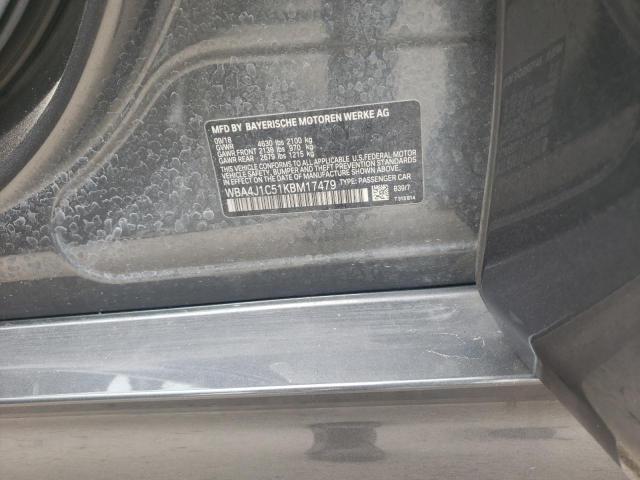 MFD BY BAYERISCHE MOTOREN WERKE AG
09/18 4630 lbs 2100 kg
GVWR
GAWR FRONT 2138 lbs 970 kg
GAWR REAR 2679 lbs 1215 kg
THIS VEHICLE CONFORMS TO ALL APPLICABLE U.S. FEDERAL MOTOR
VEHICLE SAFETY, BUMPER AND THEFT PREVENTION STANDARDS
IN EFFECT ON THE DATE OF MANUFACTURE SHOWN ABOVE.
WBA4J1C51KBM17479 TYPE: PASSENGER CAR
B39/7